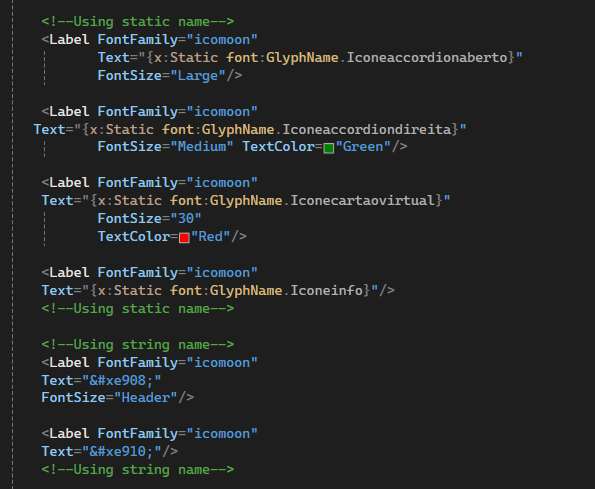 <!--Using static name-->
<Label FontFamily="icomoon"
Text="{x:Static font:GlyphName.Iconeaccordionaberto}"
FontSize="Large"/>
<Label FontFamily="icomoon"
Text="{x:Static font:GlyphName.Iconeaccordiondireita}"
FontSize="Medium" TextColor="Green"/>
<Label FontFamily="icomoon"
Text="{x:Static font:GlyphName.Iconecartaovirtual}"
FontSize="30"
TextColor="Red"/>
<Label FontFamily="icomoon"
Text="{x:Static font:GlyphName.Iconeinfo}"/>
<!--Using static name-->
<!--Using string name-->
<Label FontFamily="icomoon"
Text="&#xe908;"
FontSize="Header"/>
<Label FontFamily="icomoon"
Text="&#xe910;"/>
<!--Using string name-->